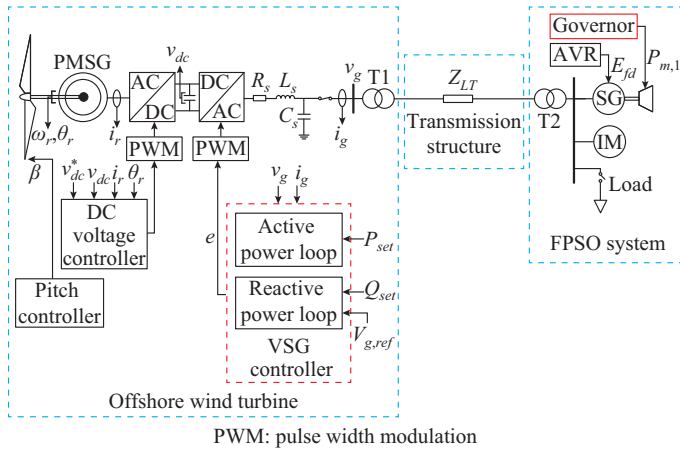 PMSG
AC
DC
v_dc
DC
AC
R_s
L_s
C_s
v_g
T1
i_g
Z_LT
Transmission
structure
T2
Governor
AVR
E_fd
P_m,1
SG
IM
Load
FPSO system
ω_r,θ_r
i_r
PWM
PWM
β
v*_dc
v_dc
i_r
θ_r
DC
voltage
controller
Pitch
controller
e
v_g
i_g
Active
power loop
P_set
Reactive
power loop
Q_set
V_g,ref
VSG
controller
Offshore wind turbine
PWM: pulse width modulation